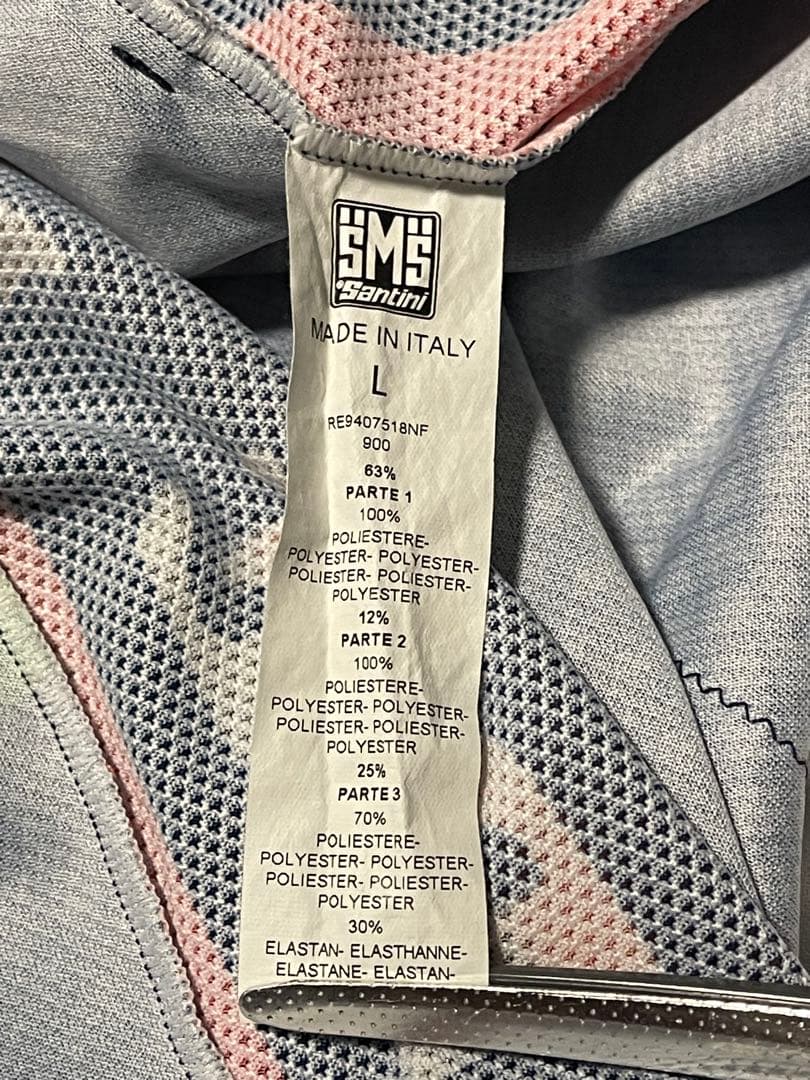 SMS
Santini
MADE IN ITALY
L
RE9407518NF
900
63%
PARTE 1
100%
POLIESTERE-
POLYESTER- POLYESTER-
POLIESTER- POLIESTER-
POLYESTER
12%
PARTE 2
100%
POLIESTERE-
POLYESTER- POLYESTER-
POLIESTER- POLIESTER-
POLYESTER
25%
PARTE 3
70%
POLIESTERE-
POLYESTER- POLYESTER-
POLIESTER- POLIESTER-
POLYESTER
30%
ELASTAN- ELASTHANNE-
ELASTANE- ELASTAN-